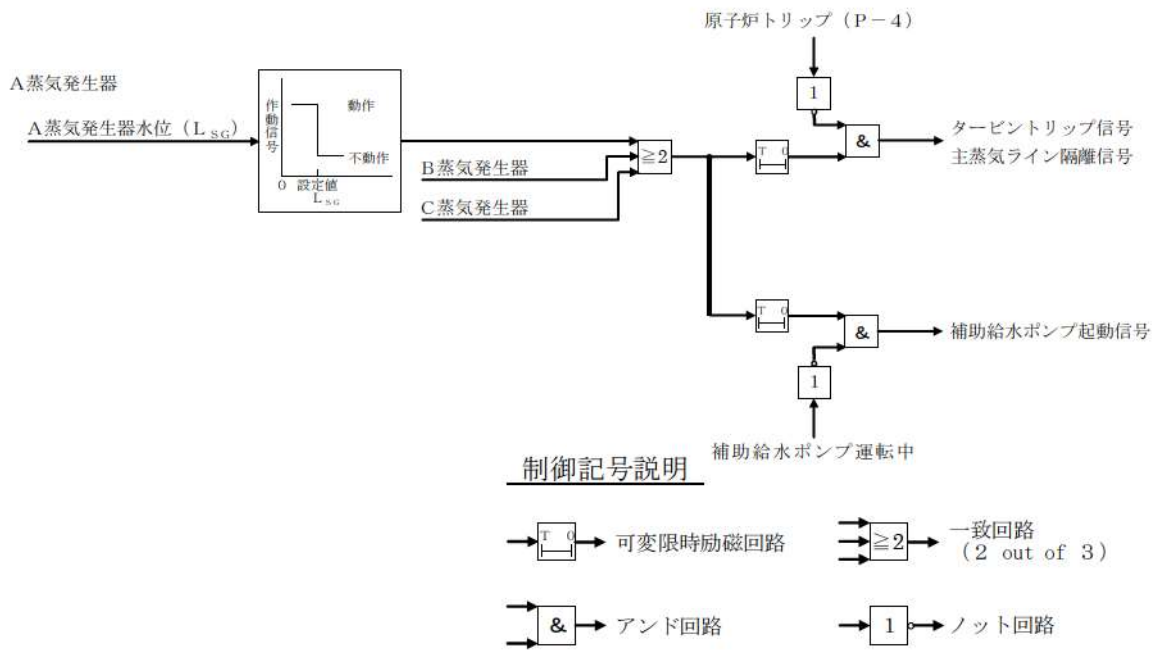 原子炉トリップ(P-4)
1
A蒸気発生器
A蒸気発生器水位(L SG)
作動信号
動作
不動作
0
設定値
L SG
B蒸気発生器
C蒸気発生器
≧2
T 0
&
タービントリップ信号
主蒸気ライン隔離信号
T 0
&
補助給水ポンプ起動信号
1
補助給水ポンプ運転中
制御記号説明
T 0
可変限時励磁回路
≧2
一致回路
(2 out of 3)
&
アンド回路
1
ノット回路